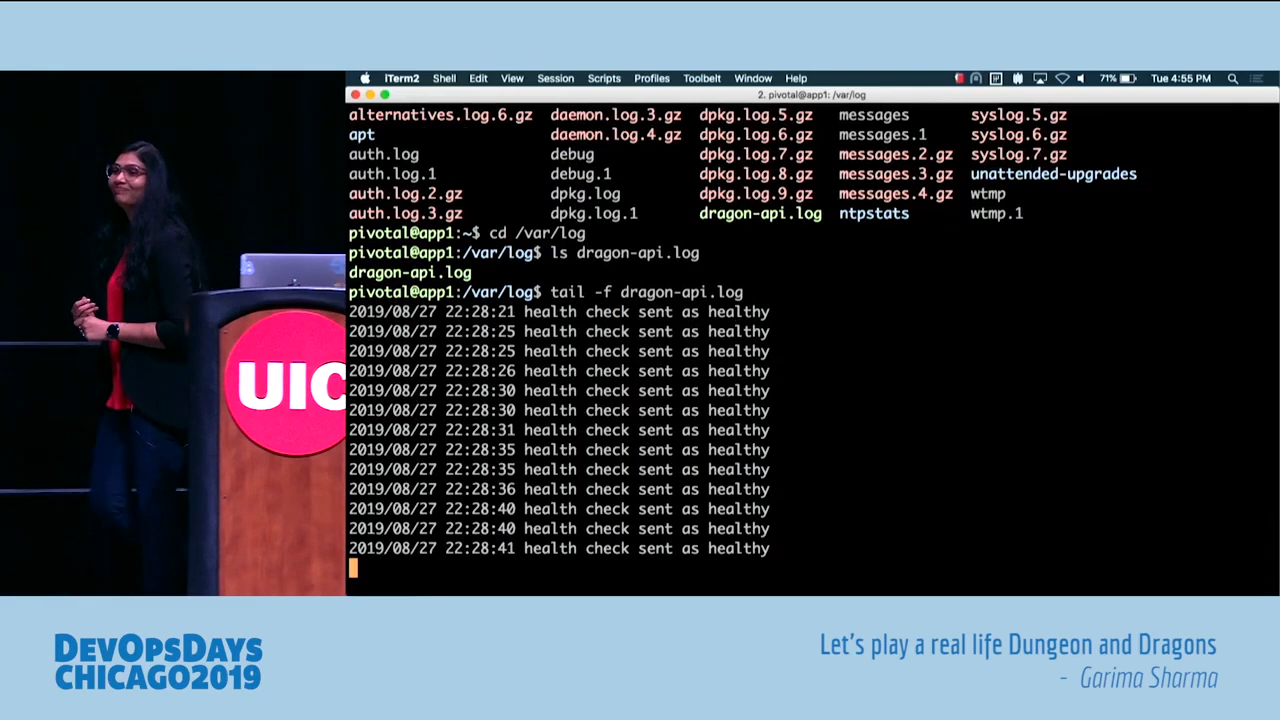 iTerm2 Shell Edit View Session Scripts Profiles Toolbelt Window Help 71% Tue 4:55 PM
2. pivotal@app1: /var/log
alternatives.log.6.gz daemon.log.3.gz dpkg.log.5.gz messages syslog.5.gz
apt daemon.log.4.gz dpkg.log.6.gz messages.1 syslog.6.gz
auth.log debug dpkg.log.7.gz messages.2.gz syslog.7.gz
auth.log.1 debug.1 dpkg.log.8.gz messages.3.gz unattended-upgrades
auth.log.2.gz dpkg.log dpkg.log.9.gz messages.4.gz wtmp
auth.log.3.gz dpkg.log.1 dragon-api.log ntpstats wtmp.1
pivotal@app1:~$ cd /var/log
pivotal@app1:/var/log$ ls dragon-api.log
dragon-api.log
pivotal@app1:/var/log$ tail -f dragon-api.log
2019/08/27 22:28:21 health check sent as healthy
2019/08/27 22:28:25 health check sent as healthy
2019/08/27 22:28:25 health check sent as healthy
2019/08/27 22:28:26 health check sent as healthy
2019/08/27 22:28:30 health check sent as healthy
2019/08/27 22:28:30 health check sent as healthy
2019/08/27 22:28:31 health check sent as healthy
2019/08/27 22:28:35 health check sent as healthy
2019/08/27 22:28:35 health check sent as healthy
2019/08/27 22:28:36 health check sent as healthy
2019/08/27 22:28:40 health check sent as healthy
2019/08/27 22:28:40 health check sent as healthy
2019/08/27 22:28:41 health check sent as healthy
UIC
DEVOPSDAYS
CHICAGO2019
Let's play a real life Dungeon and Dragons
- Garima Sharma